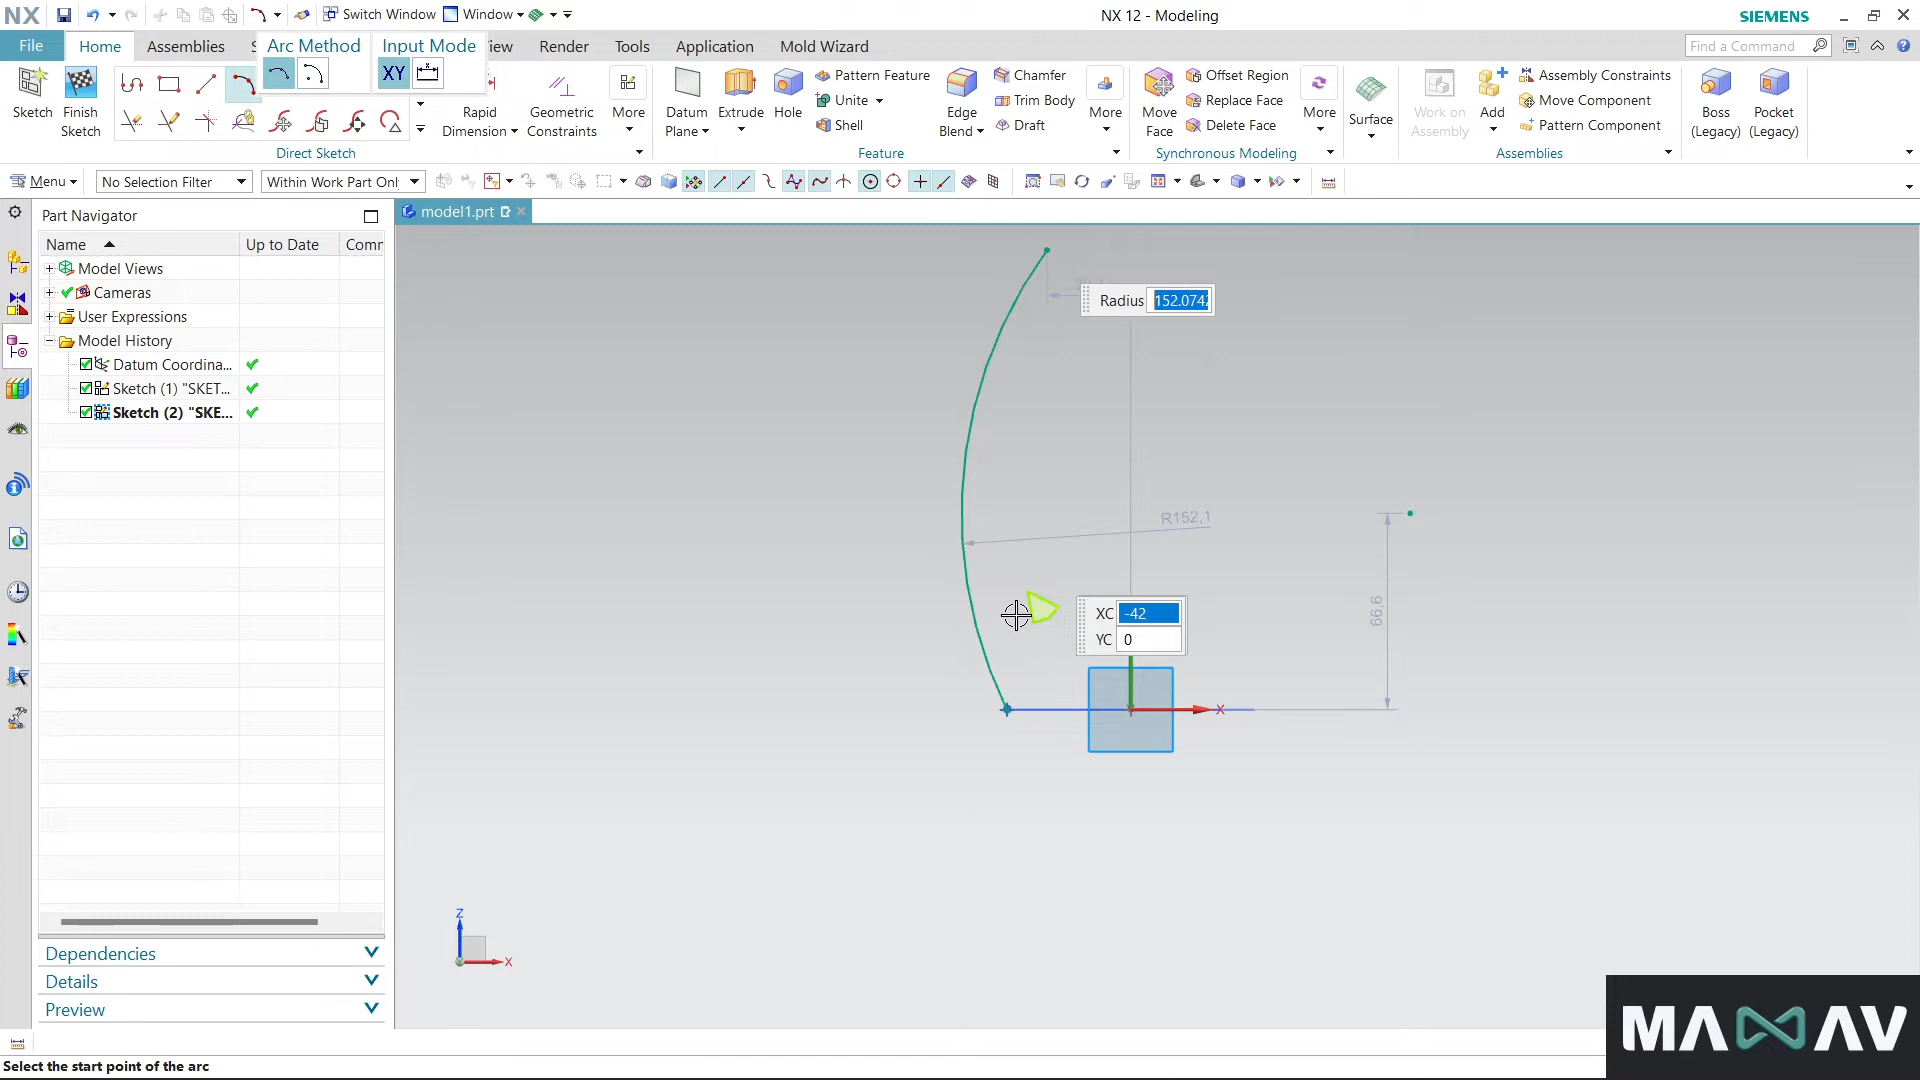 NX
Switch Window
Window
NX 12 - Modeling
SIEMENS
File
Home
Assemblies
Arc Method
Input Mode
iew
Render
Tools
Application
Mold Wizard
Find a Command
XY
Sketch
Finish Sketch
Rapid Dimension
Geometric Constraints
More
Datum Plane
Extrude
Hole
Pattern Feature
Unite
Shell
Edge Blend
Chamfer
Trim Body
Draft
More
Move Face
Offset Region
Replace Face
Delete Face
More
Surface
Work on Assembly
Add
Assembly Constraints
Move Component
Pattern Component
Boss (Legacy)
Pocket (Legacy)
Direct Sketch
Feature
Synchronous Modeling
Assemblies
Menu
No Selection Filter
Within Work Part Onl
Part Navigator
model1.prt
Name
Up to Date
Comr
Model Views
Cameras
User Expressions
Model History
Datum Coordina...
Sketch (1) "SKET...
Sketch (2) "SKE...
Radius 152.0742
R152,1
XC -42
YC 0
66,6
X
Z
X
Dependencies
Details
Preview
Select the start point of the arc
MANAV